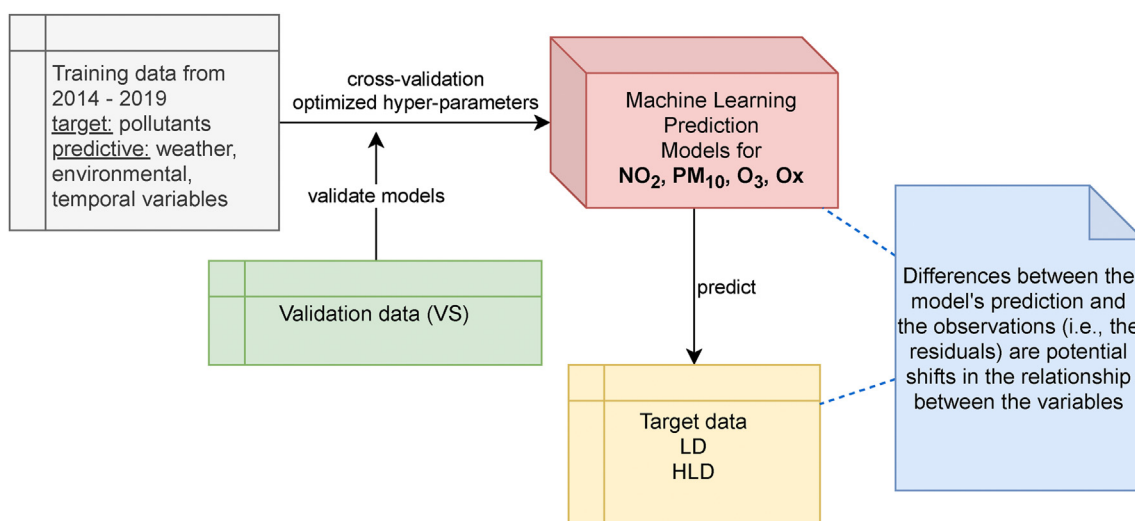 Training data from
2014 - 2019
target: pollutants
predictive: weather,
environmental,
temporal variables
cross-validation
optimized hyper-parameters
validate models
Validation data (VS)
Machine Learning
Prediction
Models for
NO2, PM10, O3, Ox
predict
Target data
LD
HLD
Differences between the
model's prediction and
the observations (i.e., the
residuals) are potential
shifts in the relationship
between the variables